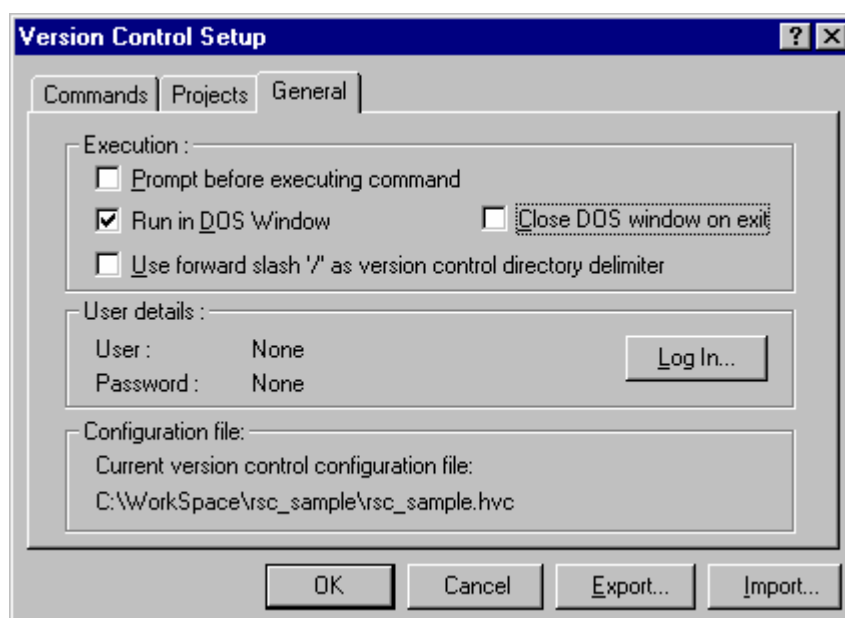 Version Control Setup
Commands Projects General
Execution :
Prompt before executing command
Run in DOS Window Close DOS window on exit
Use forward slash '/' as version control directory delimiter
User details :
User : None
Log In...
Password : None
Configuration file:
Current version control configuration file:
C:\WorkSpace\rsc_sample\rsc_sample.hvc
OK Cancel Export... Import...